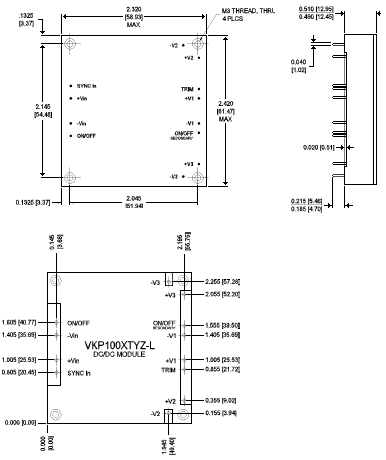 2.320
[58.93]
MAX
.1325
[3.37]
M3 THREAD, THRU
4 PLCS
0.510 [12.95]
0.490 [12.45]
-V2
+V2
SYNC In
TRIM
+Vin
+V1
-Vin
-V1
ON/OFF
ON/OFF
SECONDARY
+V3
-V3
2.145
[54.48]
2.420
[61.47]
MAX
0.040
[1.02]
0.020 [0.51]
0.215 [5.46]
0.185 [4.70]
0.1325 [3.37]
2.045
[51.94]
0.145
[3.68]
2.195
[55.75]
-V3
2.255 [57.28]
+V3
2.055 [52.20]
1.605 [40.77]
ON/OFF
ON/OFF
SECONDARY
1.555 [39.50]
1.405 [35.69]
-Vin
-V1
1.405 [35.69]
VKP100XTYZ-L
DC/DC MODULE
1.005 [25.53]
+Vin
+V1
1.005 [25.53]
0.805 [20.45]
SYNC In
TRIM
0.855 [21.72]
+V2
0.355 [9.02]
-V2
0.155 [3.94]
0.000 [0.00]
0.000
[0.00]
1.945
[49.40]